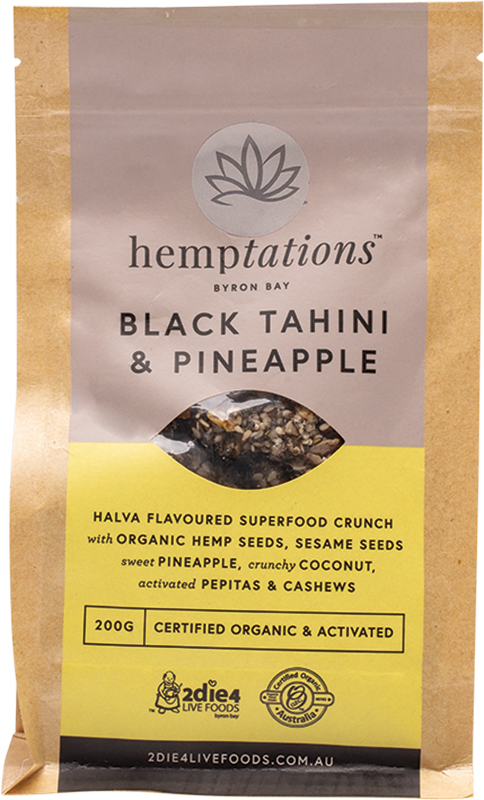 hemptations™
BYRON BAY
BLACK TAHINI
& PINEAPPLE
HALVA FLAVOURED SUPERFOOD CRUNCH
with ORGANIC HEMP SEEDS, SESAME SEEDS
sweet PINEAPPLE, crunchy COCONUT,
activated PEPITAS & CASHEWS
200G
CERTIFIED ORGANIC & ACTIVATED
™
2die4
LIVE FOODS
byron bay
Certified Organic
Australia
2DIE4LIVEFOODS.COM.AU